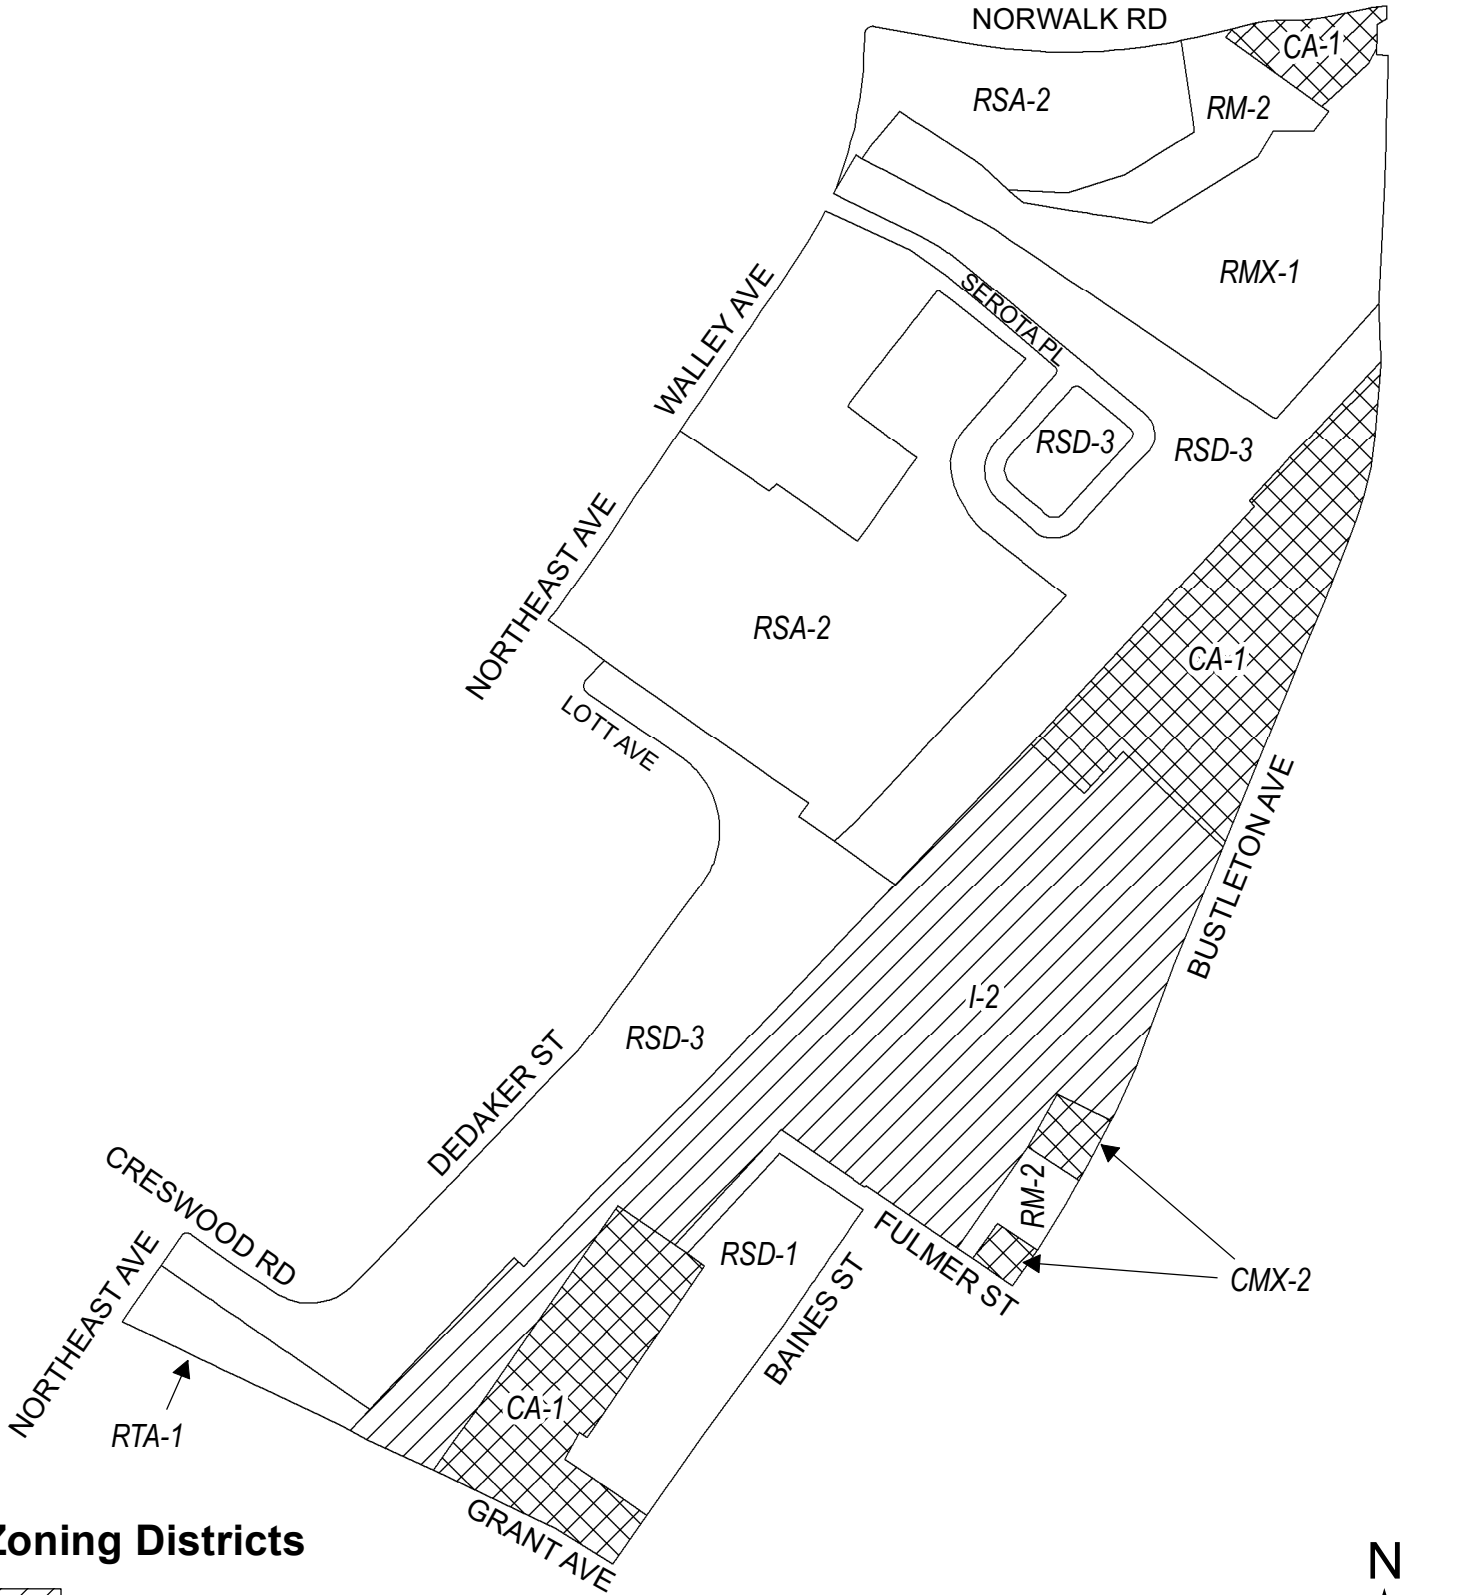 NORWALK RD
CA-1
RSA-2
RM-2
RMX-1
WALLEY AVE
SEROTA PL
RSD-3
RSD-3
NORTHEAST AVE
RSA-2
CA-1
LOTT AVE
BUSTLETON AVE
I-2
RSD-3
DEDAKER ST
CRESWOOD RD
RM-2
FULMER ST
RSD-1
CMX-2
NORTHEAST AVE
BAINES ST
CA-1
RTA-1
GRANT AVE
Zoning Districts
N